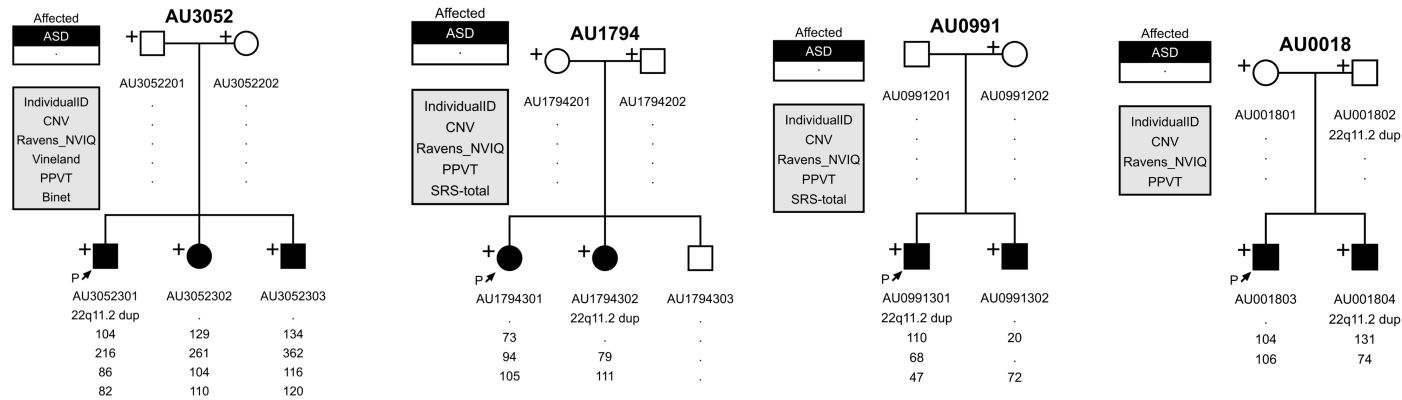 Affected
ASD
.
IndividualID
CNV
Ravens_NVIQ
Vineland
PPVT
Binet
AU3052
+ +
AU3052201 AU3052202
. .
. .
. .
. .
. .
+ + +
P
AU3052301 AU3052302 AU3052303
22q11.2 dup . .
104 129 134
216 261 362
86 104 116
82 110 120
Affected
ASD
.
IndividualID
CNV
Ravens_NVIQ
PPVT
SRS-total
AU1794
+ +
AU1794201 AU1794202
. .
. .
. .
. .
+ +
P
AU1794301 AU1794302 AU1794303
. 22q11.2 dup .
73 . .
94 79 .
105 111 .
Affected
ASD
.
IndividualID
CNV
Ravens_NVIQ
PPVT
SRS-total
AU0991
+
AU0991201 AU0991202
. .
. .
. .
. .
+ +
P
AU0991301 AU0991302
22q11.2 dup .
110 20
68 .
47 72
Affected
ASD
.
IndividualID
CNV
Ravens_NVIQ
PPVT
AU0018
+ +
AU001801 AU001802
. 22q11.2 dup
. .
. .
+ +
P
AU001803 AU001804
. 22q11.2 dup
104 131
106 74